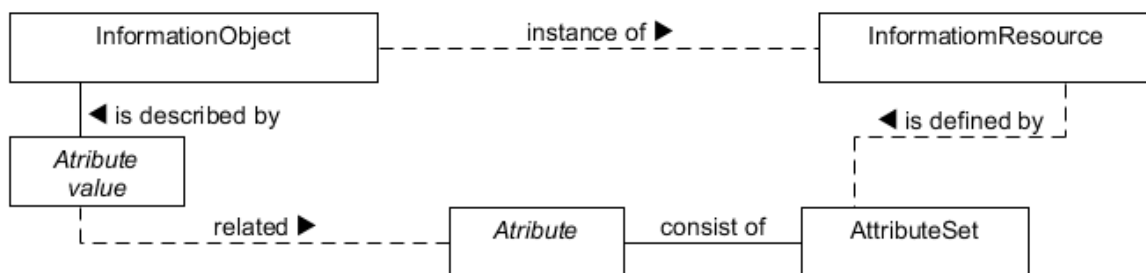 InformationObject
instance of ▶
InformatiomResource
◀ is described by
◀ is defined by
Atribute
value
related ▶
Atribute
consist of
AttributeSet